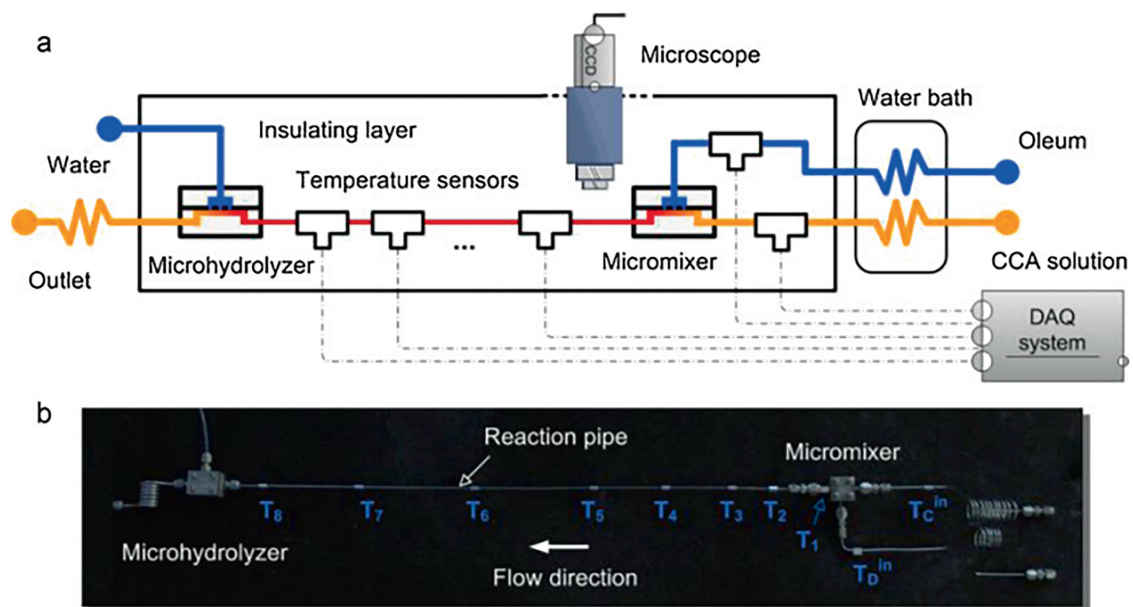 a
CCD
Microscope
Water bath
Insulating layer
Oleum
Water
Temperature sensors
...
Microhydrolyzer
Micromixer
CCA solution
Outlet
DAQ
system
b
Reaction pipe
Micromixer
T8
T7
T6
T5
T4
T3
T2
T1
TC^in
TD^in
Microhydrolyzer
Flow direction